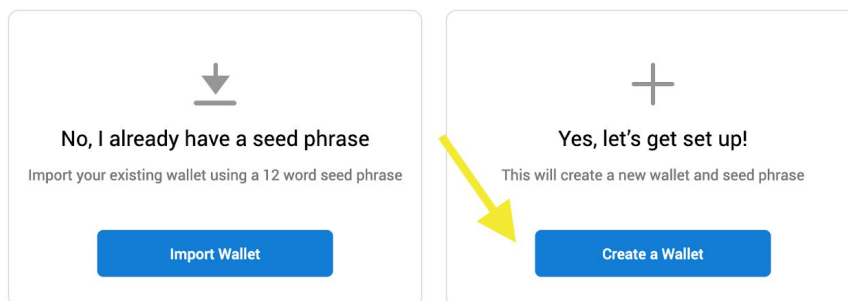 No, I already have a seed phrase
Import your existing wallet using a 12 word seed phrase
Import Wallet
Yes, let’s get set up!
This will create a new wallet and seed phrase
Create a Wallet